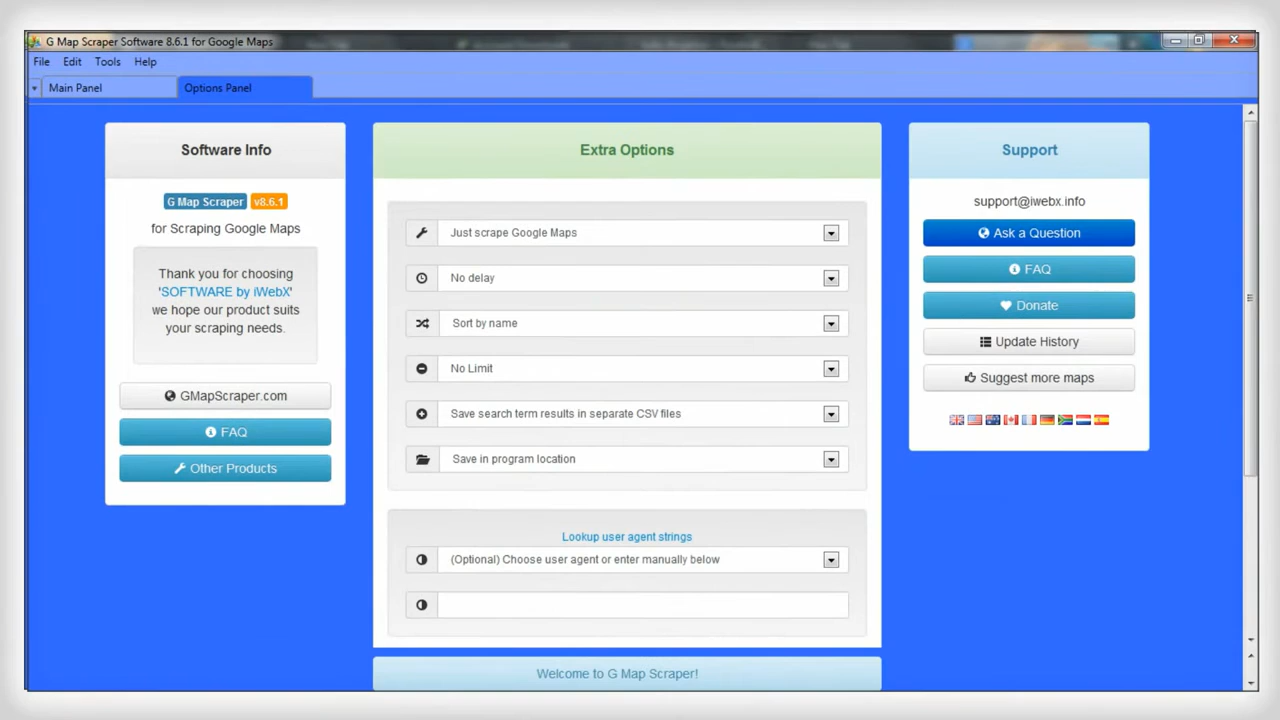 G Map Scraper Software 8.6.1 for Google Maps
File Edit Tools Help
Main Panel Options Panel
Software Info
G Map Scraper v8.6.1
for Scraping Google Maps
Thank you for choosing
'SOFTWARE by iWebX'
we hope our product suits
your scraping needs.
GMapScraper.com
FAQ
Other Products
Extra Options
Just scrape Google Maps
No delay
Sort by name
No Limit
Save search term results in separate CSV files
Save in program location
Lookup user agent strings
(Optional) Choose user agent or enter manually below
Welcome to G Map Scraper!
Support
support@iwebx.info
Ask a Question
FAQ
Donate
Update History
Suggest more maps